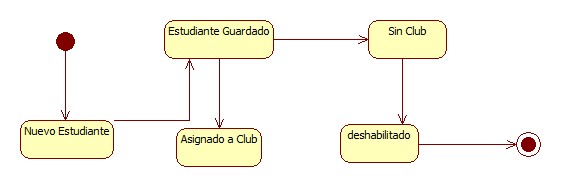 Estudiante Guardado
Sin Club
Nuevo Estudiante
Asignado a Club
deshabilitado